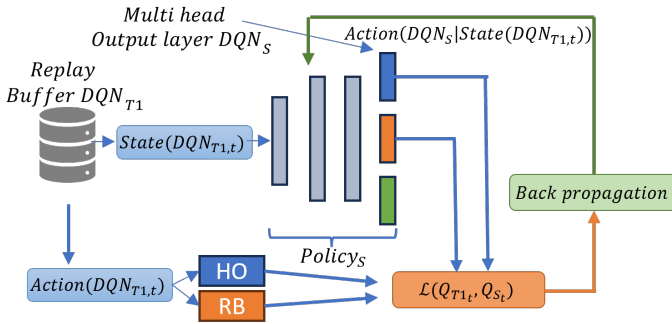 Multi head
Output layer DQN_S
Action(DQN_S|State(DQN_{T1,t}))
Replay
Buffer DQN_{T1}
State(DQN_{T1,t})
Back propagation
Policy_S
Action(DQN_{T1,t})
HO
RB
ℒ(Q_{T1_t}, Q_{S_t})